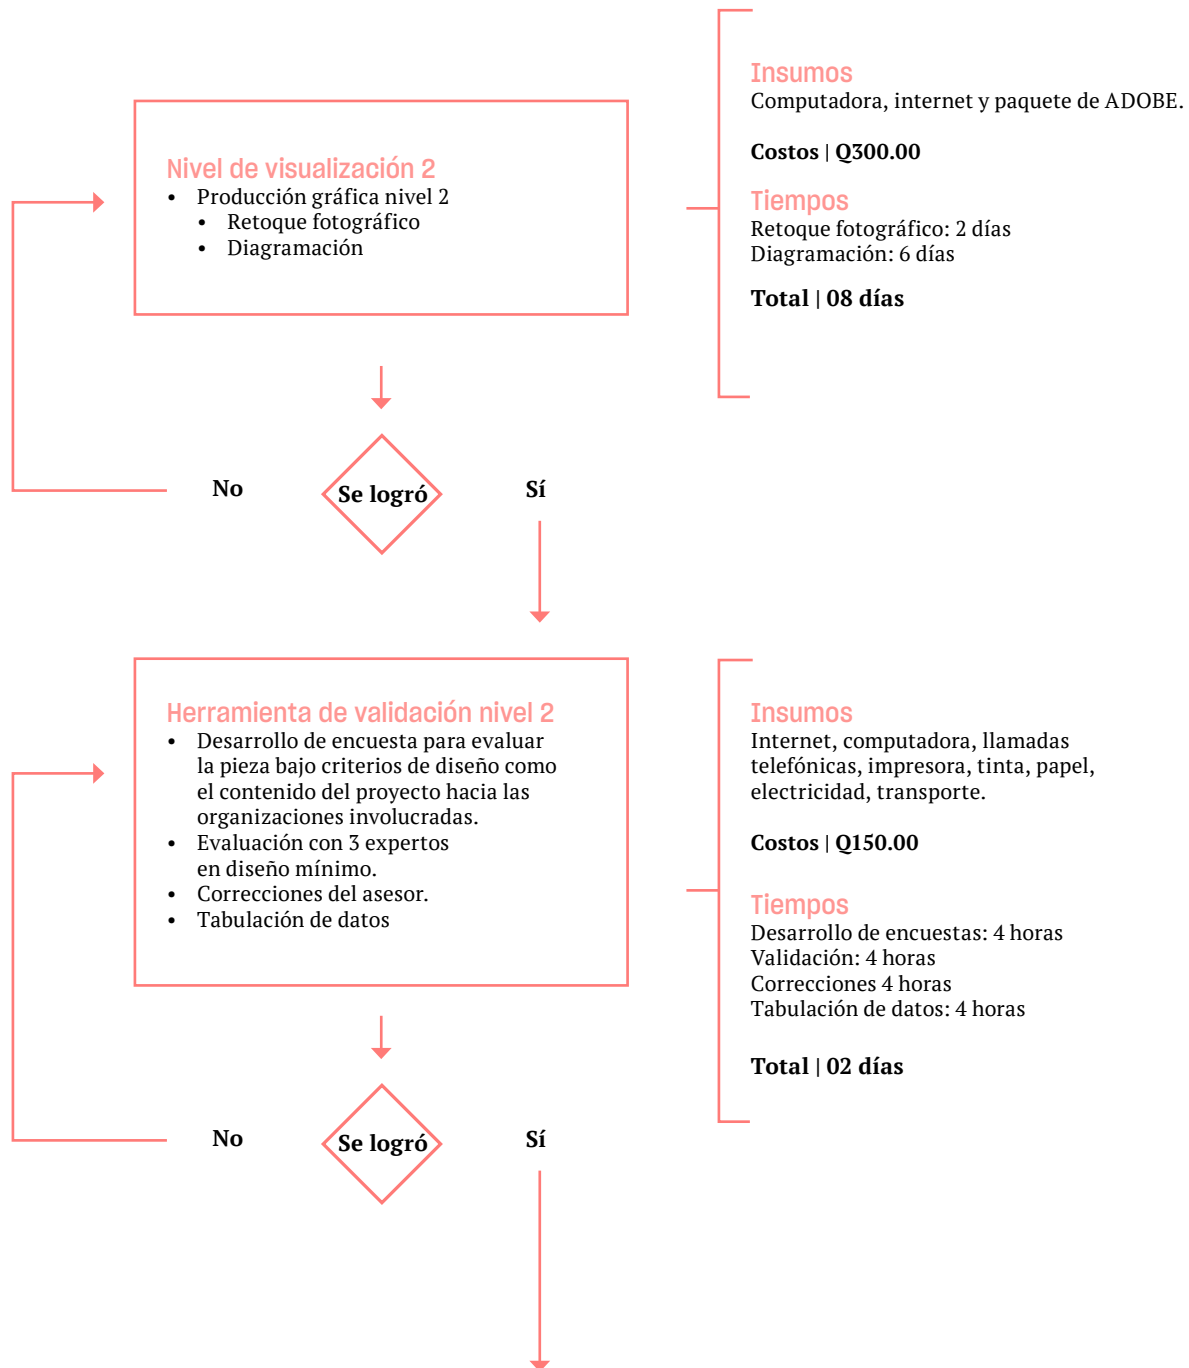 Nivel de visualización 2
• Producción gráfica nivel 2
• Retoque fotográfico
• Diagramación
Insumos
Computadora, internet y paquete de ADOBE.
Costos | Q300.00
Tiempos
Retoque fotográfico: 2 días
Diagramación: 6 días
Total | 08 días
No
Se logró
Sí
Herramienta de validación nivel 2
• Desarrollo de encuesta para evaluar
la pieza bajo criterios de diseño como
el contenido del proyecto hacia las
organizaciones involucradas.
• Evaluación con 3 expertos
en diseño mínimo.
• Correcciones del asesor.
• Tabulación de datos
Insumos
Internet, computadora, llamadas
telefónicas, impresora, tinta, papel,
electricidad, transporte.
Costos | Q150.00
Tiempos
Desarrollo de encuestas: 4 horas
Validación: 4 horas
Correcciones 4 horas
Tabulación de datos: 4 horas
Total | 02 días
No
Se logró
Sí